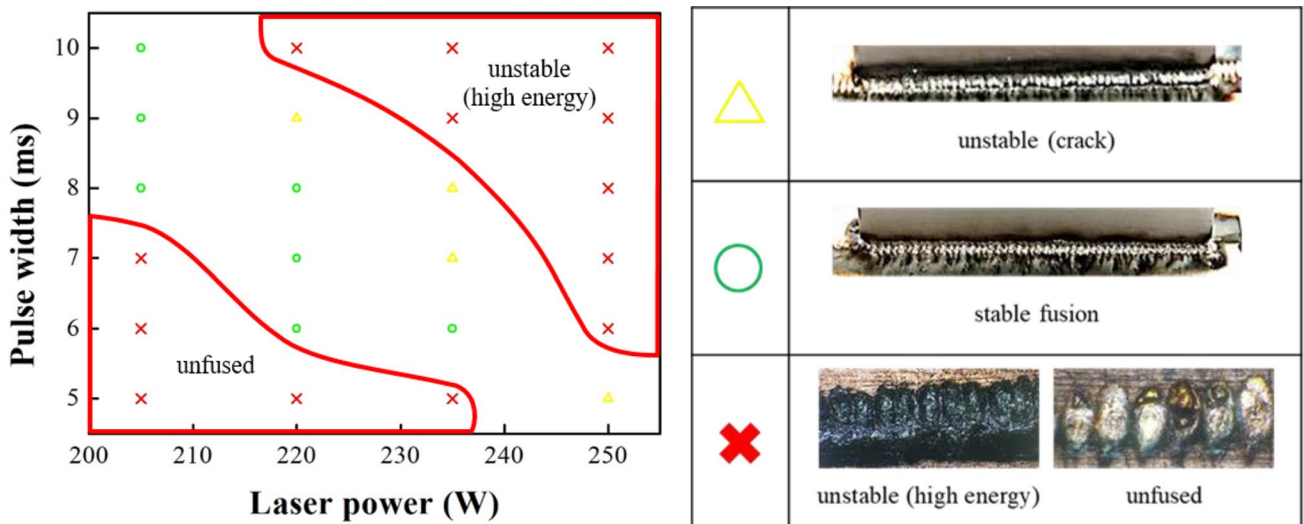 10
9
8
7
6
5
200
210
220
230
240
250
Pulse width (ms)
Laser power (W)
unstable
(high energy)
unfused
unstable (crack)
stable fusion
unstable (high energy)
unfused